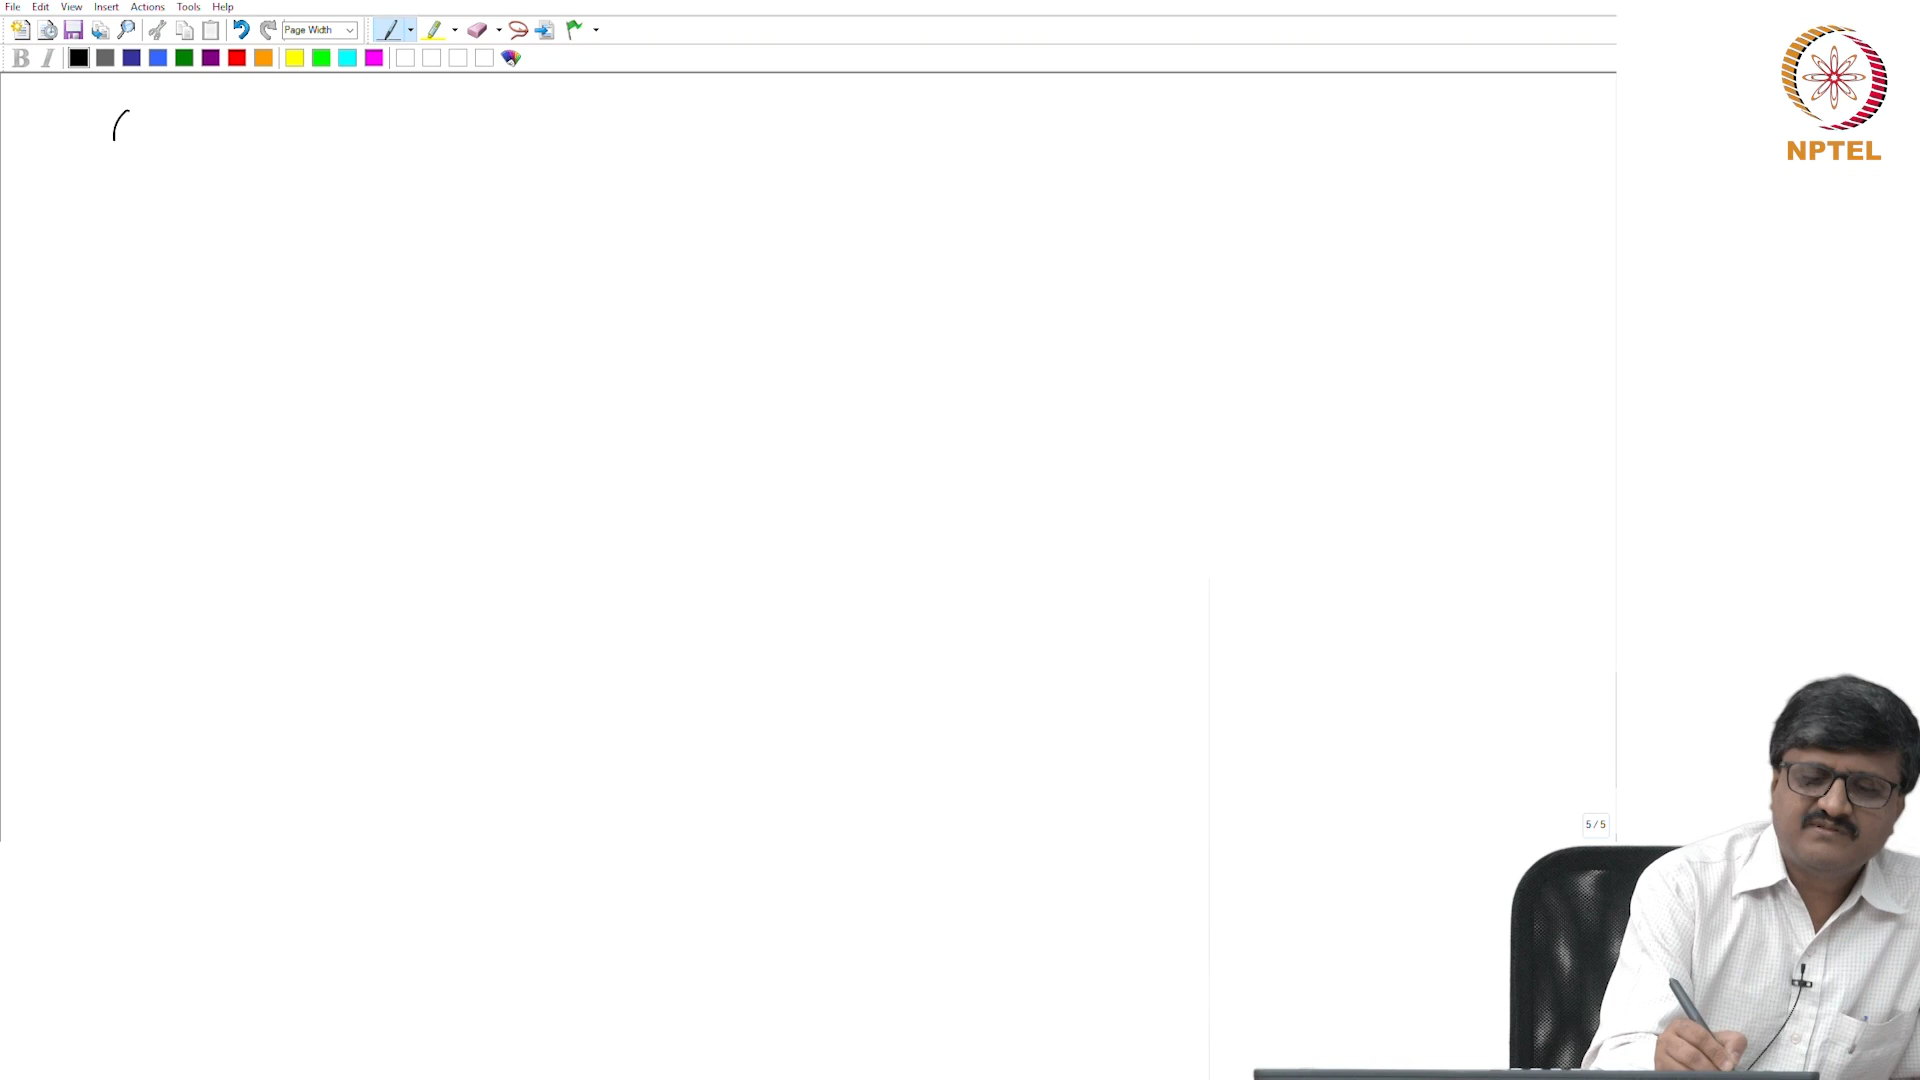 File Edit View Insert Actions Tools Help
Page Width
B I
(
NPTEL
5 / 5